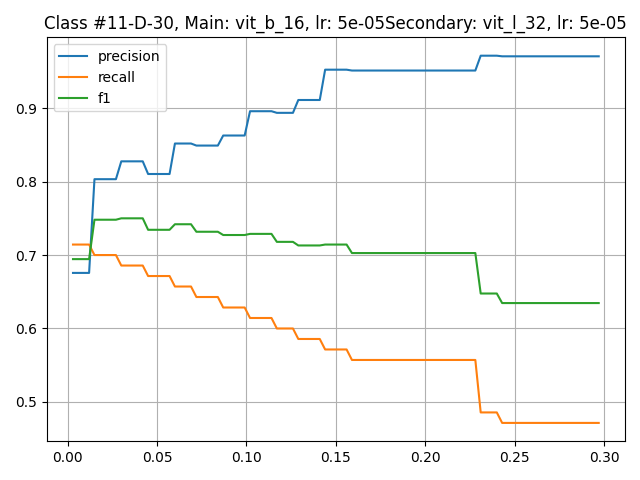 Class #11-D-30, Main: vit_b_16, lr: 5e-05Secondary: vit_l_32, lr: 5e-05
precision
recall
f1
0.9
0.8
0.7
0.6
0.5
0.00 0.05 0.10 0.15 0.20 0.25 0.30